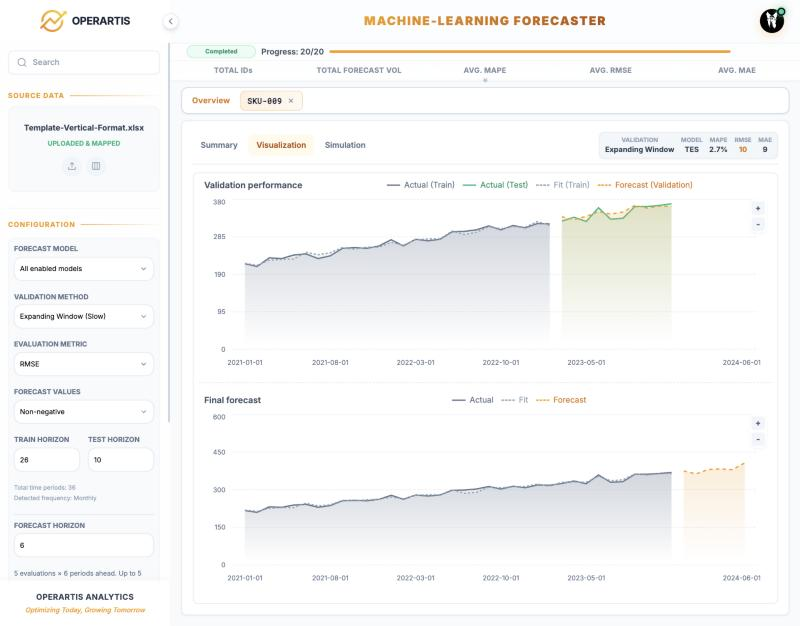 OPERARTIS
MACHINE-LEARNING FORECASTER
Search
SOURCE DATA
Template-Vertical-Format.xlsx
UPLOADED & MAPPED
CONFIGURATION
FORECAST MODEL
All enabled models
VALIDATION METHOD
Expanding Window (Slow)
EVALUATION METRIC
RMSE
FORECAST VALUES
Non-negative
TRAIN HORIZON TEST HORIZON
26 10
Total time periods: 36
Detected frequency: Monthly
FORECAST HORIZON
6
5 evaluations × 6 periods ahead. Up to 5
OPERARTIS ANALYTICS
Optimizing Today, Growing Tomorrow
Completed Progress: 20/20
TOTAL IDs TOTAL FORECAST VOL AVG. MAPE AVG. RMSE AVG. MAE
Overview SKU-009 ×
Summary Visualization Simulation
VALIDATION MODEL MAPE RMSE MAE
Expanding Window TES 2.7% 10 9
Validation performance
Actual (Train) Actual (Test) Fit (Train) Forecast (Validation)
+
-
380
285
190
95
0
2021-01-01 2021-08-01 2022-03-01 2022-10-01 2023-05-01 2024-06-01
Final forecast
Actual Fit Forecast
+
-
600
450
300
150
0
2021-01-01 2021-08-01 2022-03-01 2022-10-01 2023-05-01 2024-06-01